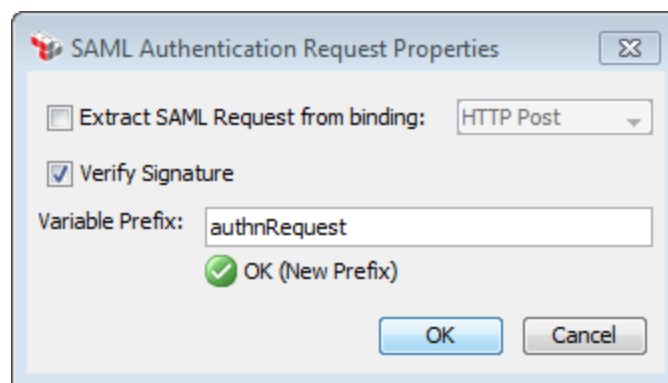 SAML Authentication Request Properties
Extract SAML Request from binding: HTTP Post
Verify Signature
Variable Prefix: authnRequest
OK (New Prefix)
OK Cancel